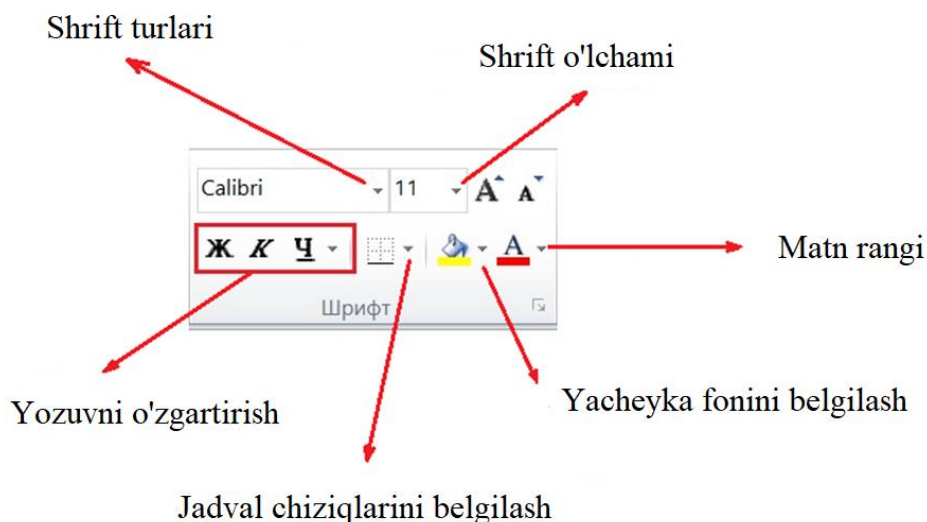 Shrift turlari
Shrift o'lchami
Calibri 11 A A
Ж К Ч A
Matn rangi
Шрифт
Yozuvni o'zgartirish
Yacheyka fonini belgilash
Jadval chiziqlarini belgilash